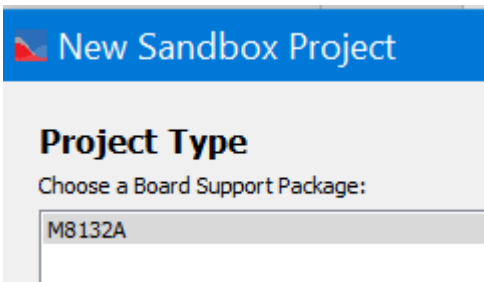 New Sandbox Project
Project Type
Choose a Board Support Package:
M8132A